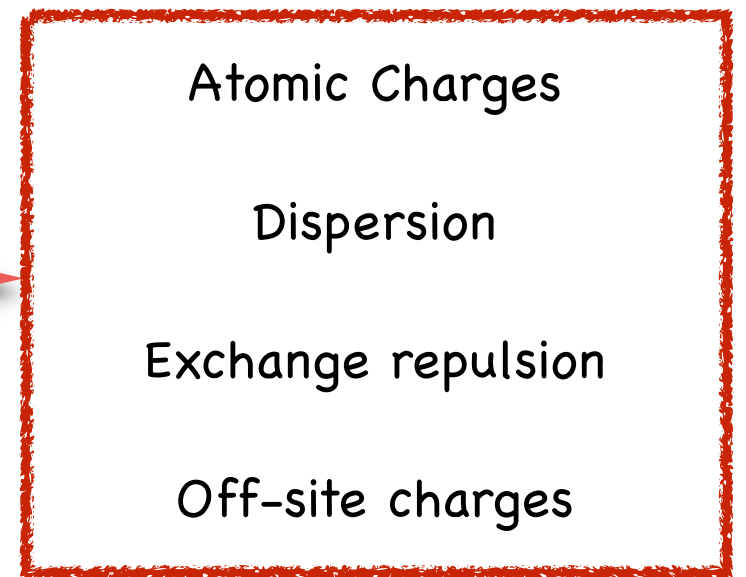 Atomic Charges
Dispersion
Exchange repulsion
Off-site charges